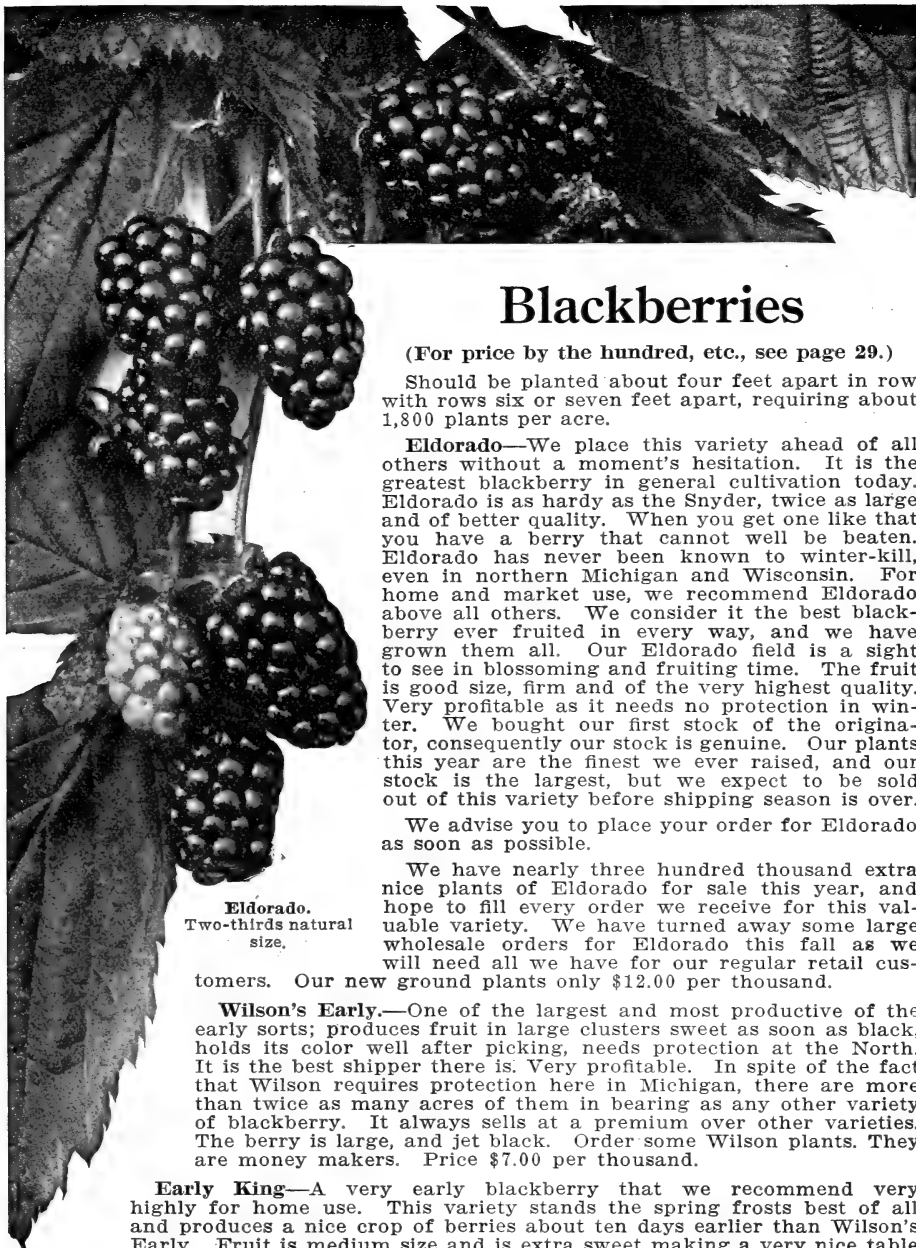 Blackberries
(For price by the hundred, etc., see page 29.)
Should be planted about four feet apart in row
with rows six or seven feet apart, requiring about
1,800 plants per acre.
Eldorado—We place this variety ahead of all
others without a moment's hesitation. It is the
greatest blackberry in general cultivation today.
Eldorado is as hardy as the Snyder, twice as large
and of better quality. When you get one like that
you have a berry that cannot well be beaten.
Eldorado has never been known to winter-kill,
even in northern Michigan and Wisconsin. For
home and market use, we recommend Eldorado
above all others. We consider it the best black-
berry ever fruited in every way, and we have
grown them all. Our Eldorado field is a sight
to see in blossoming and fruiting time. The fruit
is good size, firm and of the very highest quality.
Very profitable as it needs no protection in win-
ter. We bought our first stock of the origina-
tor, consequently our stock is genuine. Our plants
this year are the finest we ever raised, and our
stock is the largest, but we expect to be sold
out of this variety before shipping season is over.
We advise you to place your order for Eldorado
as soon as possible.
We have nearly three hundred thousand extra
nice plants of Eldorado for sale this year, and
hope to fill every order we receive for this val-
uable variety. We have turned away some large
wholesale orders for Eldorado this fall as we
will need all we have for our regular retail cus-
tomers. Our new ground plants only $12.00 per thousand.
Eldorado.
Two-thirds natural
size.
Wilson's Early.—One of the largest and most productive of the
early sorts; produces fruit in large clusters sweet as soon as black,
holds its color well after picking, needs protection at the North.
It is the best shipper there is. Very profitable. In spite of the fact
that Wilson requires protection here in Michigan, there are more
than twice as many acres of them in bearing as any other variety
of blackberry. It always sells at a premium over other varieties.
The berry is large, and jet black. Order some Wilson plants. They
are money makers. Price $7.00 per thousand.
Early King—A very early blackberry that we recommend very
highly for home use. This variety stands the spring frosts best of all
and produces a nice crop of berries about ten days earlier than Wilson's
Early. Fruit is medium size and is extra sweet making a very nice table